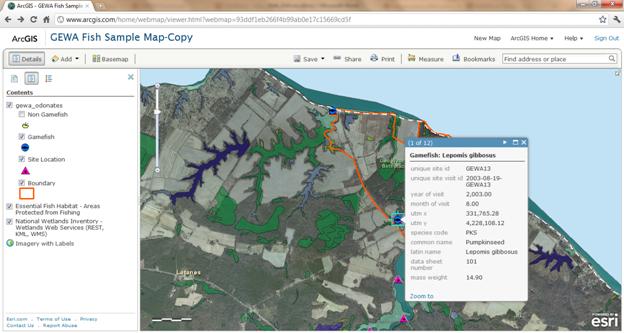 GEWA Fish Sample
www.arcgis.com/home/webmap/viewer.html?webmap=93ddf1eb266f4b99ab0e17c15669cd5f
ArcGIS GEWA Fish Sample Map-Copy New Map ArcGIS Home Help Sign Out
Details Add Basemap Save Share Print Measure Bookmarks Find address or place
Contents
gewa_odonates
Non Gamefish
Gamefish
Site Location
Boundary
Essential Fish Habitat - Areas
Protected from Fishing
National Wetlands Inventory -
Wetlands Web Services (REST,
KML, WMS)
Imagery with Labels
Esri.com . Terms of Use . Privacy
Contact Us . Report Abuse
(1 of 12)
Gamefish: Lepomis gibbosus
unique site id GEWA13
unique site visit id 2003-08-19-
GEWA13
year of visit 2,003.00
month of visit 8.00
utm x 331,765.28
utm y 4,228,108.12
species code PKS
common name Pumpkinseed
latin name Lepomis gibbosus
data sheet 101
number
mass weight 14.90
Zoom to
Latanes
POWERED BY
esri